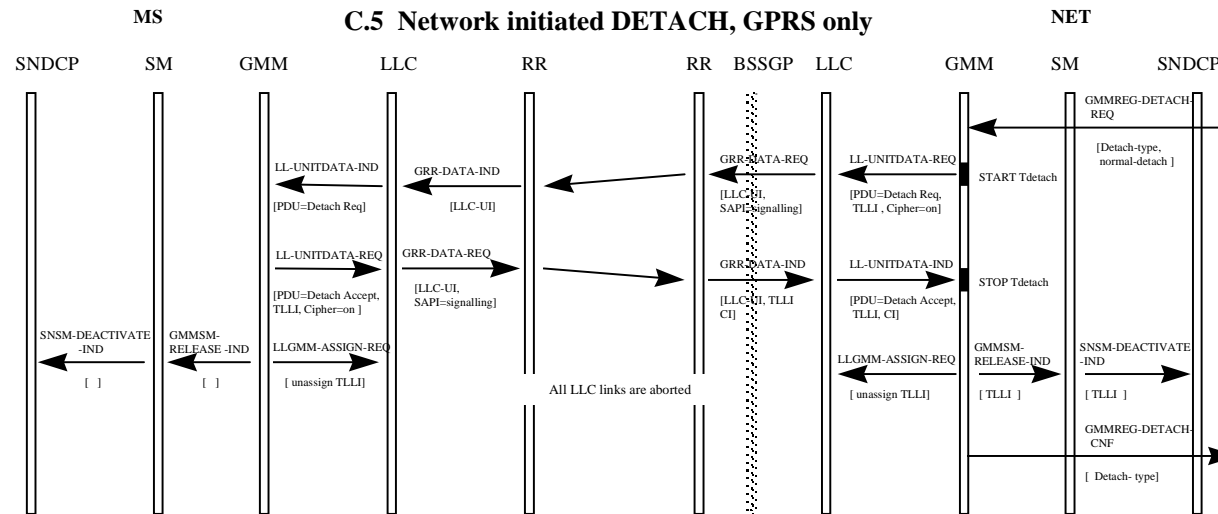 MS
C.5 Network initiated DETACH, GPRS only
NET
SNDCP SM GMM LLC RR RR BSSGP LLC GMM SM SNDCP
GMMREG-DETACH-
REQ
[Detach-type,
normal-detach ]
LL-UNITDATA-IND
GRR-DATA-IND
GRR-DATA-REQ
LL-UNITDATA-REQ
START Tdetach
[PDU=Detach Req]
[LLC-UI]
[LLC-UI,
SAPI=signalling]
[PDU=Detach Req,
TLLI , Cipher=on]
LL-UNITDATA-REQ
GRR-DATA-REQ
GRR-DATA-IND
LL-UNITDATA-IND
STOP Tdetach
[PDU=Detach Accept,
TLLI, Cipher=on ]
[LLC-UI,
SAPI=signalling]
[LLC-UI, TLLI
CI]
[PDU=Detach Accept,
TLLI, CI]
SNSM-DEACTIVATE
-IND
GMMSM-
RELEASE -IND
LLGMM-ASSIGN-REQ
LLGMM-ASSIGN-REQ
GMMSM-
RELEASE-IND
SNSM-DEACTIVATE
-IND
[ ]
[ ]
[ unassign TLLI]
All LLC links are aborted
[ unassign TLLI]
[ TLLI ]
[ TLLI ]
GMMREG-DETACH-
CNF
[ Detach- type]